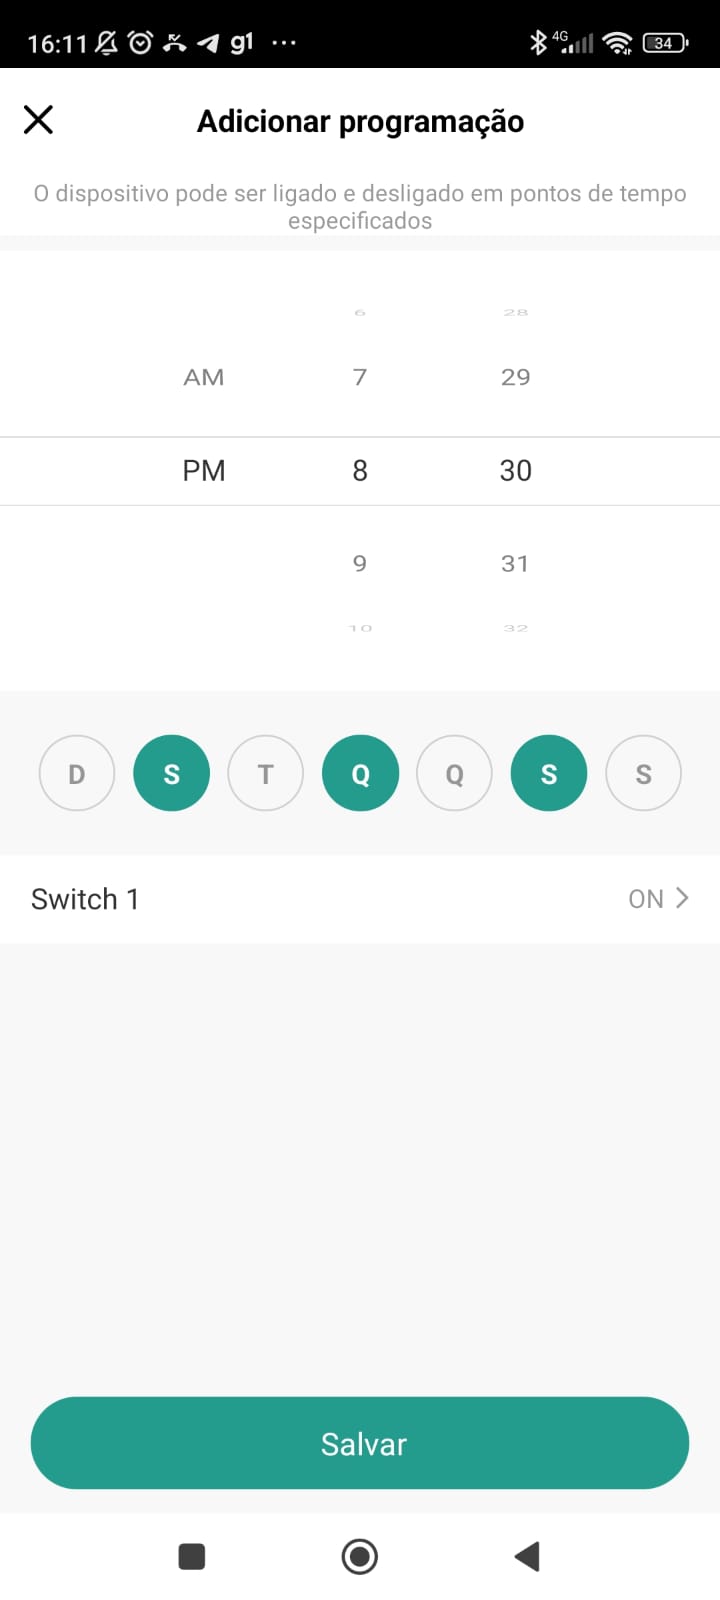 16:11 g1 ... 4G 34
Adicionar programação
O dispositivo pode ser ligado e desligado em pontos de tempo
especificados
6 28
AM 7 29
PM 8 30
9 31
10 32
D S T Q Q S S
Switch 1 ON
Salvar